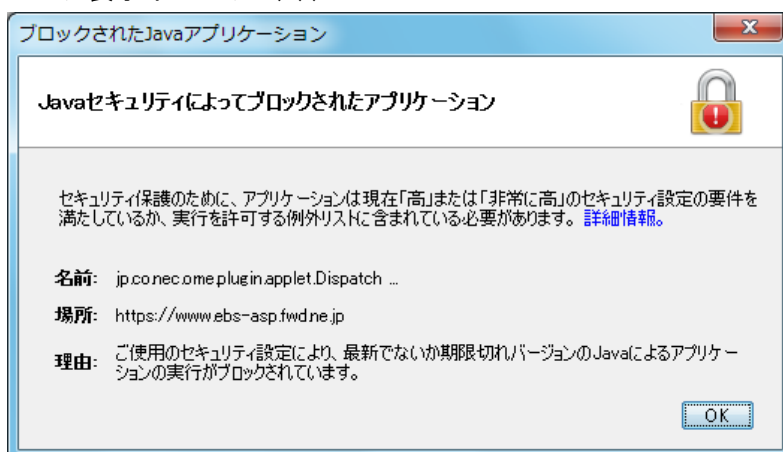 ブロックされたJavaアプリケーション
Javaセキュリティによってブロックされたアプリケーション
セキュリティ保護のために、アプリケーションは現在「高」または「非常に高」のセキュリティ設定の要件を
満たしているか、実行を許可する例外リストに含まれている必要があります。 詳細情報。
名前: jp.co.nec.ome.plugin.applet.Dispatch ...
場所: https://www.ebs-asp.fwd.ne.jp
理由: ご使用のセキュリティ設定により、最新でないか期限切れバージョンのJavaによるアプリケー
ションの実行がブロックされています。
OK